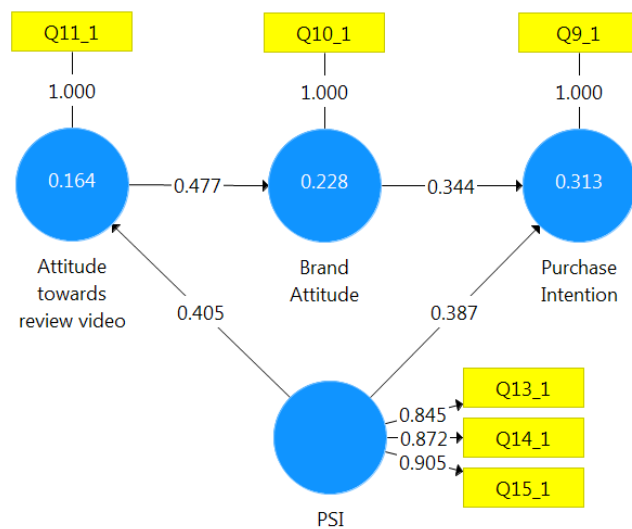 Q11_1
Q10_1
Q9_1
1.000
1.000
1.000
0.164
0.477
0.228
0.344
0.313
Attitude
towards
review video
Brand
Attitude
Purchase
Intention
0.405
0.387
0.845
Q13_1
0.872
Q14_1
0.905
Q15_1
PSI